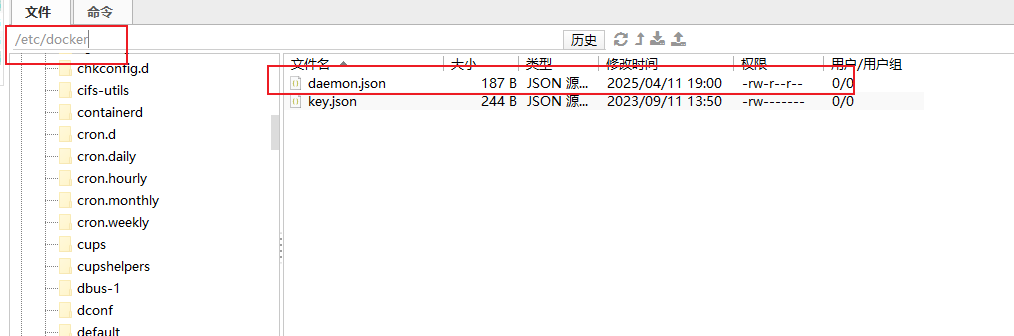 文件 命令
/etc/docker 历史
文件名 大小 类型 修改时间 权限 用户/用户组
daemon.json 187 B JSON 源... 2025/04/11 19:00 -rw-r--r-- 0/0
key.json 244 B JSON 源... 2023/09/11 13:50 -rw------- 0/0
chkconfig.d
cifs-utils
containerd
cron.d
cron.daily
cron.hourly
cron.monthly
cron.weekly
cups
cupshelpers
dbus-1
dconf
default